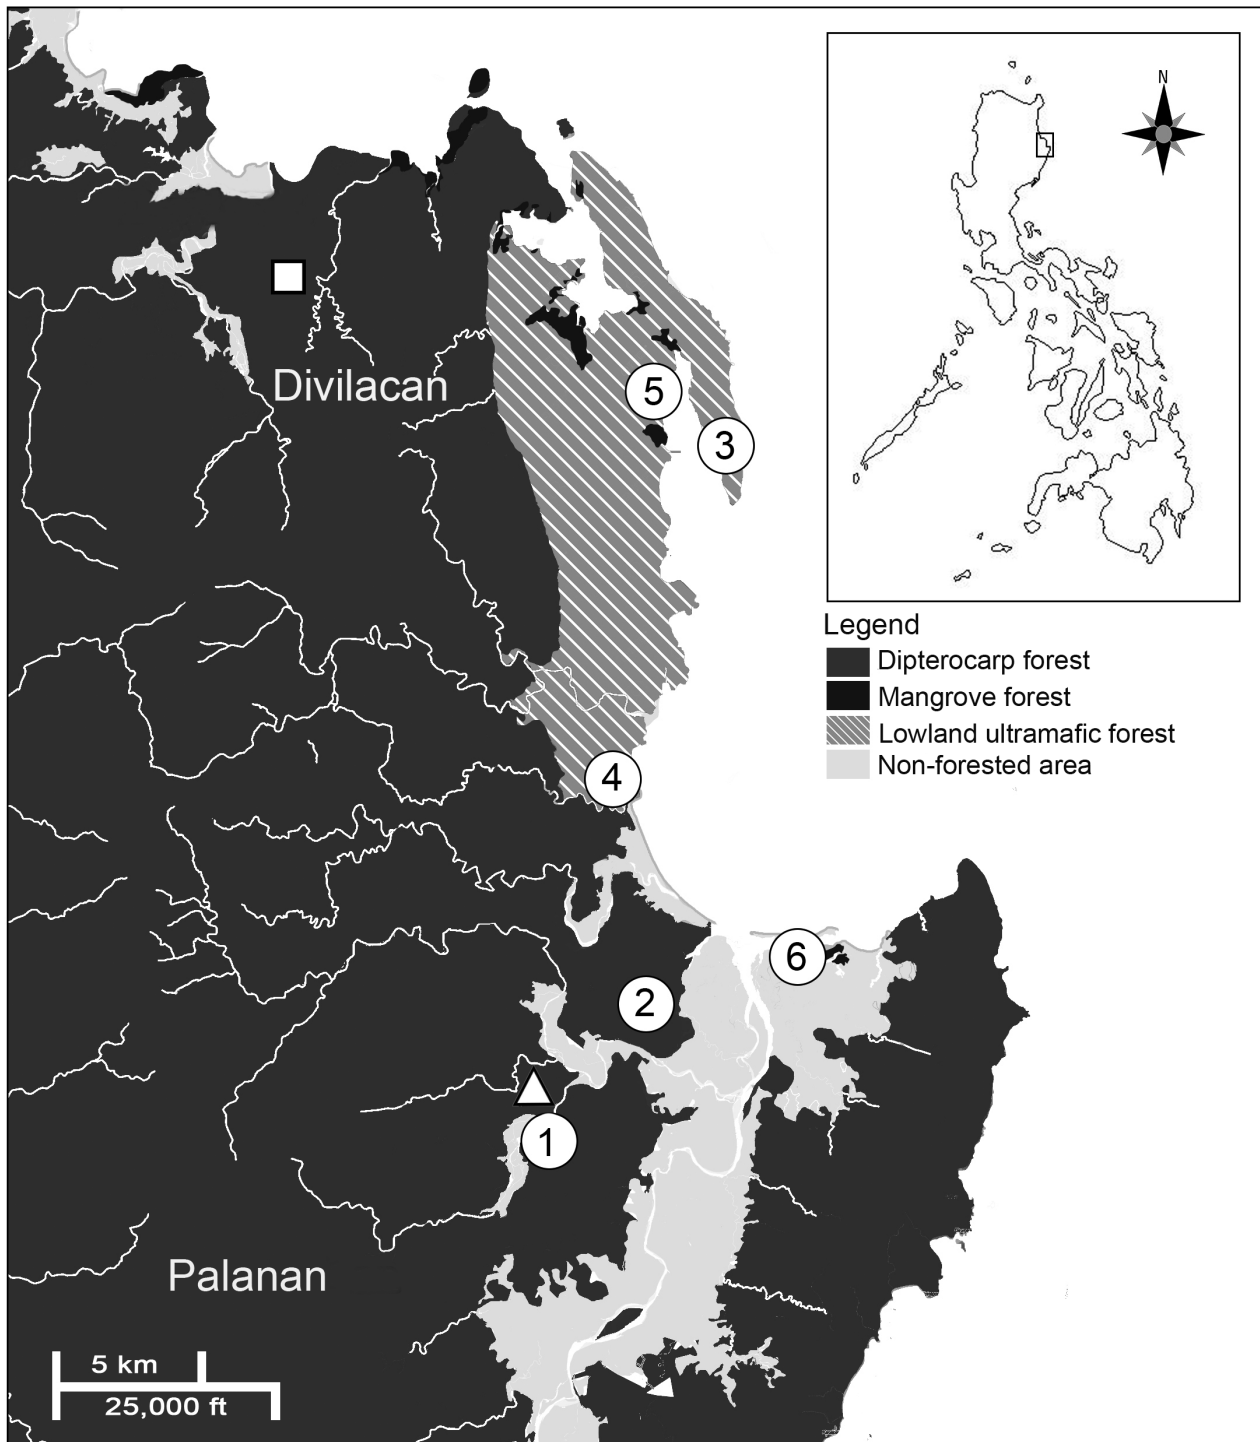 N
Divilacan
5
3
Legend
Dipterocarp forest
Mangrove forest
Lowland ultramafic forest
Non-forested area
4
6
2
1
Palanan
5 km
25,000 ft